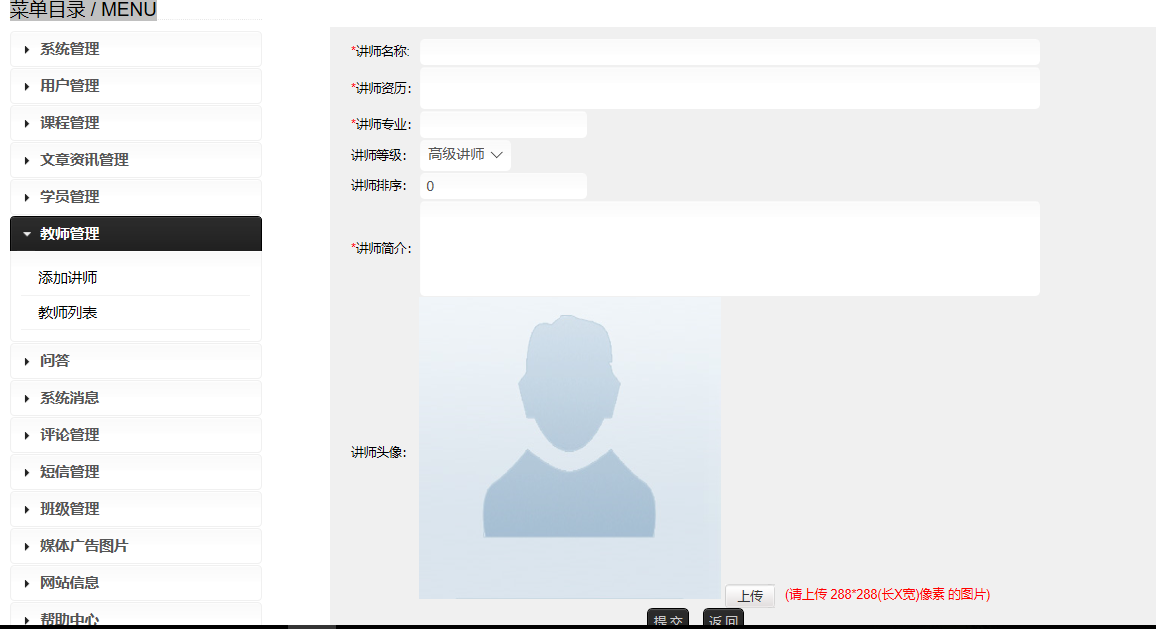 菜单目录 / MENU
系统管理
用户管理
课程管理
文章资讯管理
学员管理
教师管理
添加讲师
教师列表
问答
系统消息
评论管理
短信管理
班级管理
媒体广告图片
网站信息
帮助中心
*讲师名称:
*讲师资历：
*讲师专业：
讲师等级： 高级讲师
讲师排序： 0
*讲师简介：
讲师头像：
上传 (请上传 288*288(长X宽)像素 的图片)
提 交 返 回